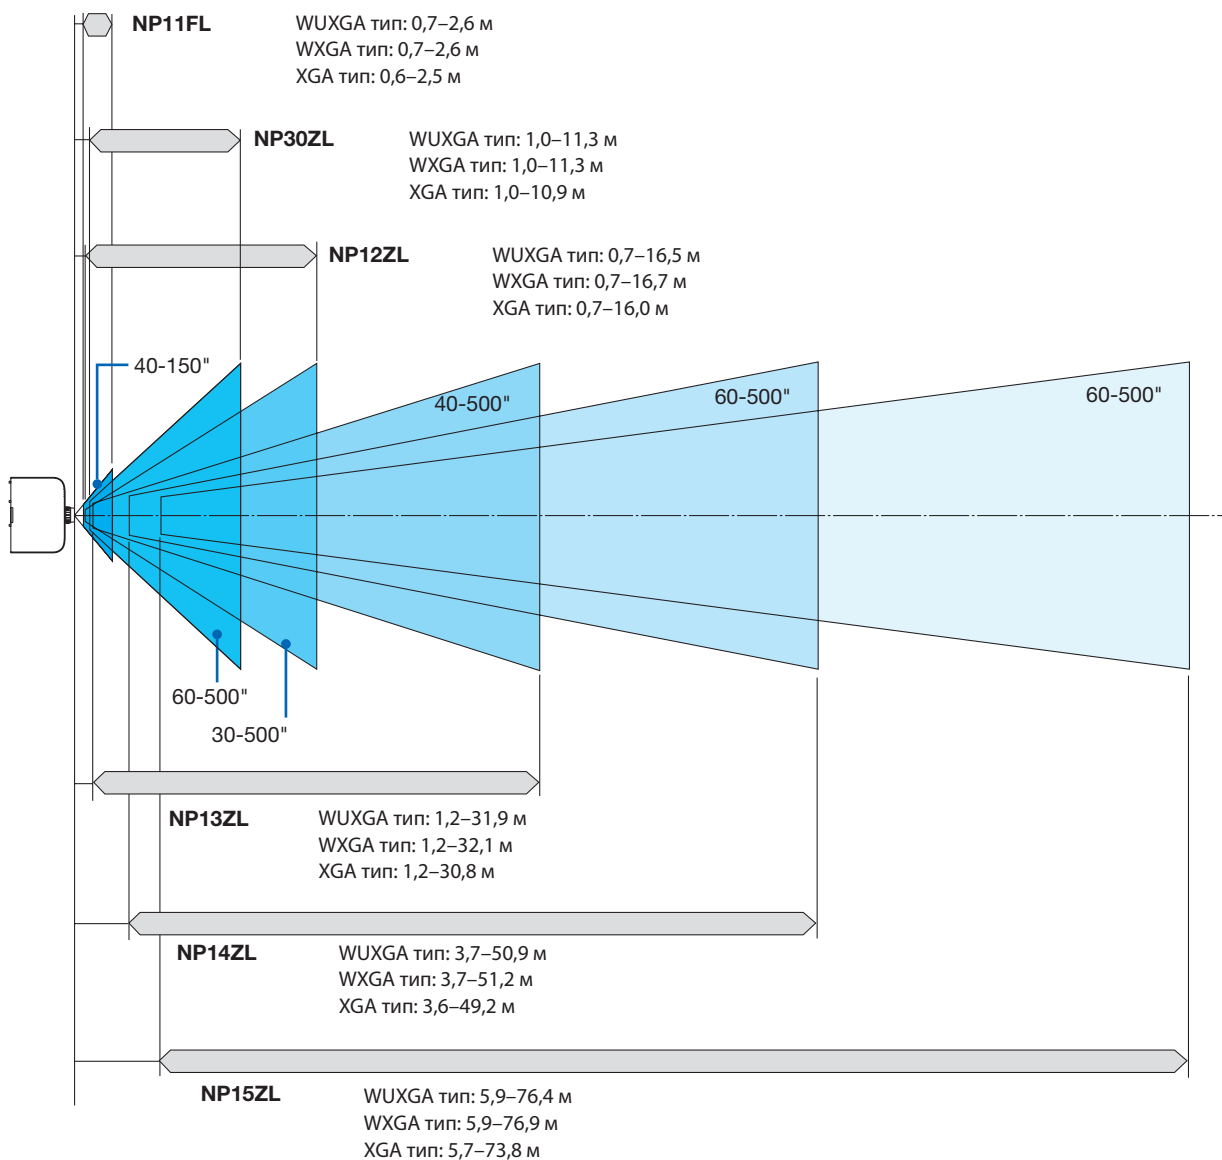 NP11FL
WUXGA тип: 0,7–2,6 м
WXGA тип: 0,7–2,6 м
XGA тип: 0,6–2,5 м
NP30ZL
WUXGA тип: 1,0–11,3 м
WXGA тип: 1,0–11,3 м
XGA тип: 1,0–10,9 м
NP12ZL
WUXGA тип: 0,7–16,5 м
WXGA тип: 0,7–16,7 м
XGA тип: 0,7–16,0 м
40-150"
40-500"
60-500"
60-500"
60-500"
30-500"
NP13ZL
WUXGA тип: 1,2–31,9 м
WXGA тип: 1,2–32,1 м
XGA тип: 1,2–30,8 м
NP14ZL
WUXGA тип: 3,7–50,9 м
WXGA тип: 3,7–51,2 м
XGA тип: 3,6–49,2 м
NP15ZL
WUXGA тип: 5,9–76,4 м
WXGA тип: 5,9–76,9 м
XGA тип: 5,7–73,8 м